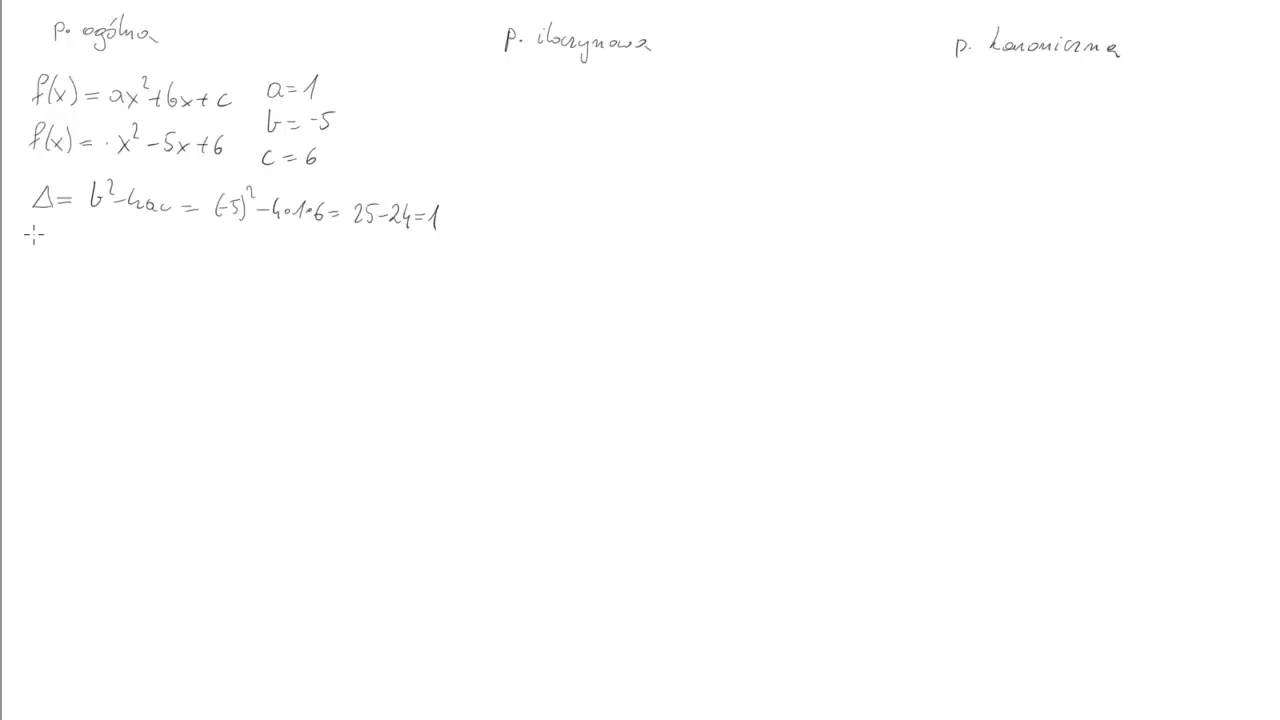 p. ogólna
p. iloczynowa
p. kanoniczna
f(x) = ax²+bx+c
a=1
f(x) = x²-5x+6
b = -5
c = 6
Δ = b²-4ac = (-5)²-4·1·6 = 25-24=1